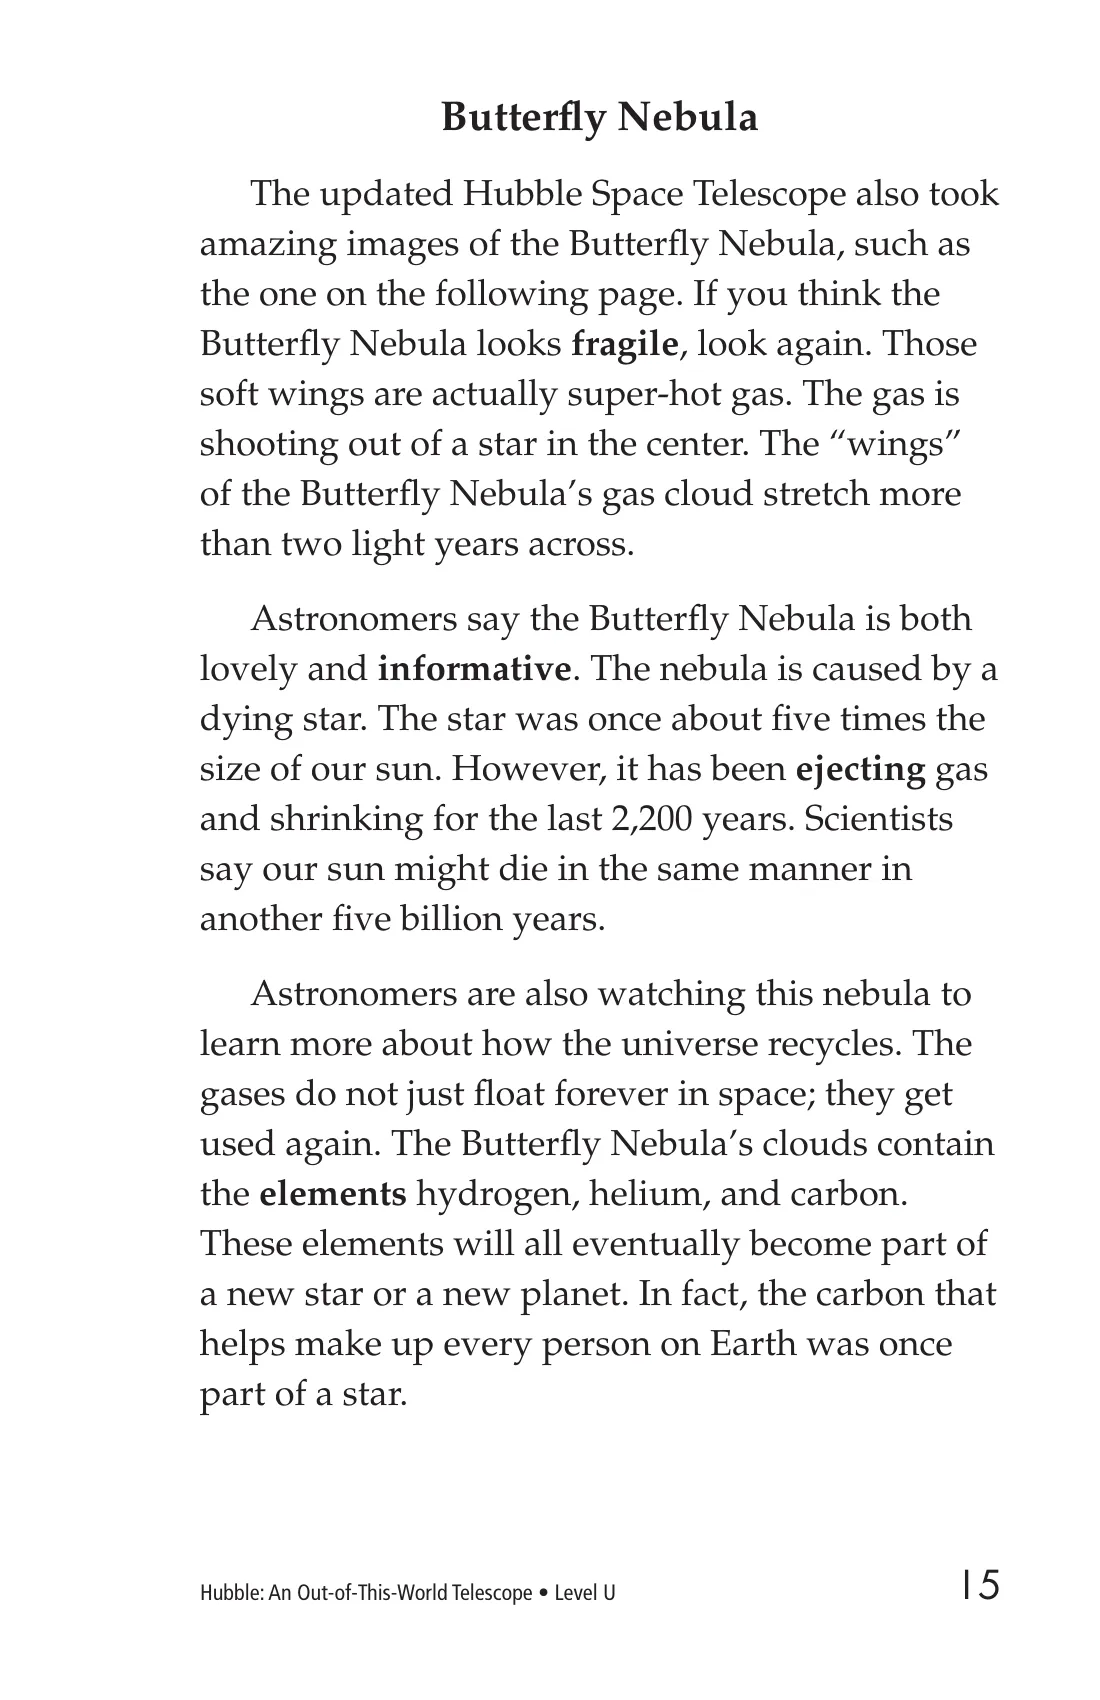 Butterfly Nebula
The updated Hubble Space Telescope also took
amazing images of the Butterfly Nebula, such as
the one on the following page. If you think the
Butterfly Nebula looks fragile, look again. Those
soft wings are actually super-hot gas. The gas is
shooting out of a star in the center. The “wings”
of the Butterfly Nebula’s gas cloud stretch more
than two light years across.
Astronomers say the Butterfly Nebula is both
lovely and informative. The nebula is caused by a
dying star. The star was once about five times the
size of our sun. However, it has been ejecting gas
and shrinking for the last 2,200 years. Scientists
say our sun might die in the same manner in
another five billion years.
Astronomers are also watching this nebula to
learn more about how the universe recycles. The
gases do not just float forever in space; they get
used again. The Butterfly Nebula’s clouds contain
the elements hydrogen, helium, and carbon.
These elements will all eventually become part of
a new star or a new planet. In fact, the carbon that
helps make up every person on Earth was once
part of a star.
Hubble: An Out-of-This-World Telescope • Level U 15